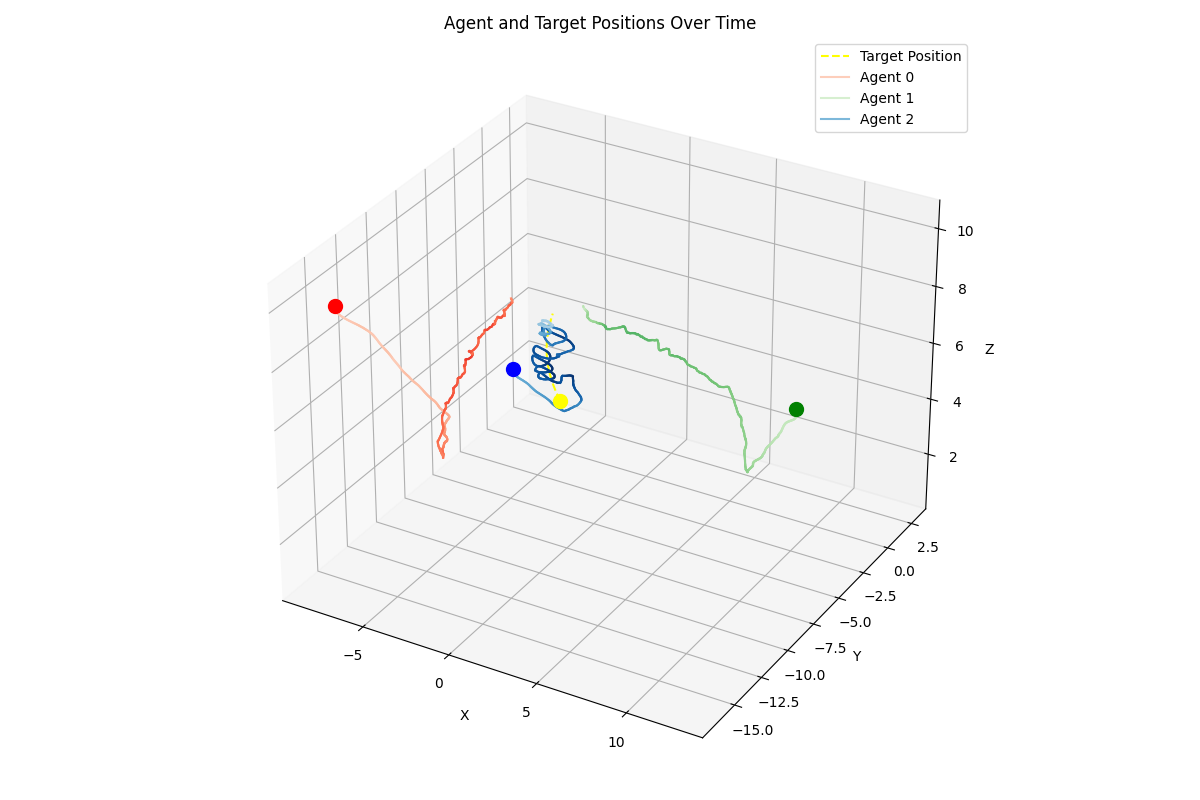 Agent and Target Positions Over Time
Target Position
Agent 0
Agent 1
Agent 2
10
8
6
Z
4
2
2.5
0.0
−2.5
−5.0
−7.5
Y
−10.0
−12.5
−15.0
−5
0
5
10
X